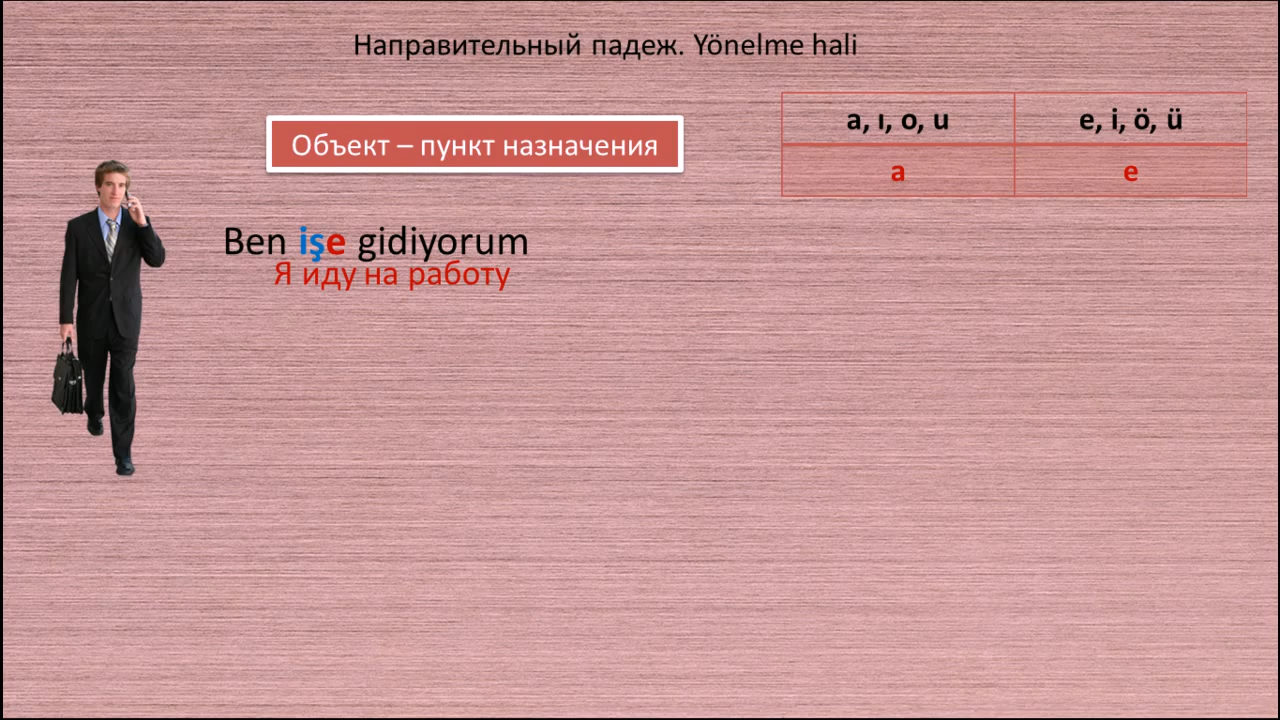 Направительный падеж. Yönelme hali
Объект – пункт назначения
a, ı, o, u
e, i, ö, ü
a
e
Ben işe gidiyorum
Я иду на работу